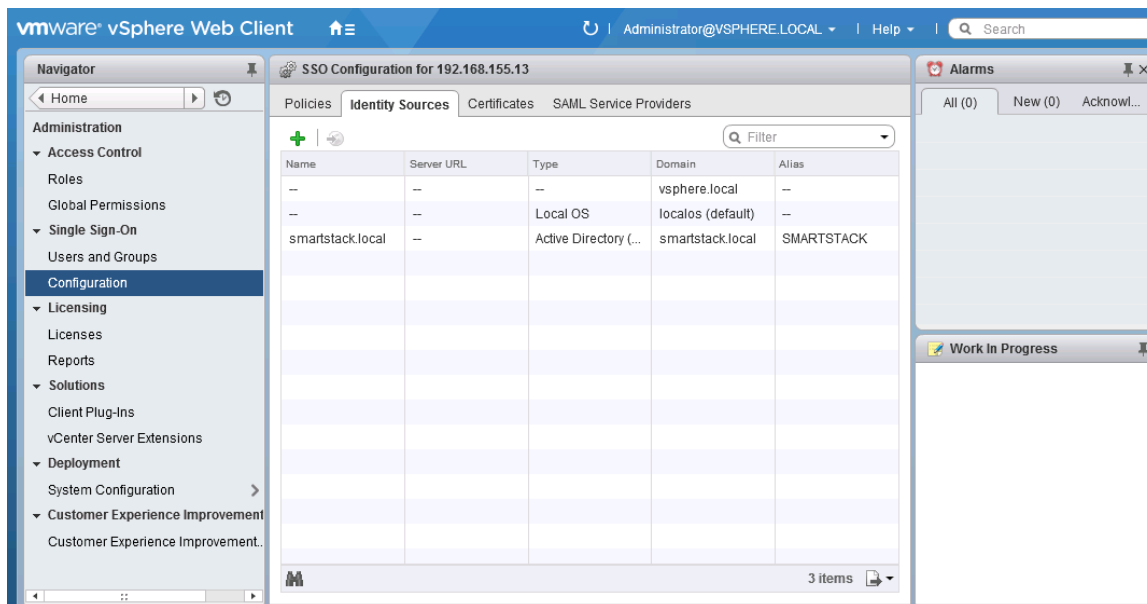 vmware® vSphere Web Client
Administrator@VSPHERE.LOCAL
Help
Search
Navigator
Home
Administration
Access Control
Roles
Global Permissions
Single Sign-On
Users and Groups
Configuration
Licensing
Licenses
Reports
Solutions
Client Plug-Ins
vCenter Server Extensions
Deployment
System Configuration
Customer Experience Improvement
Customer Experience Improvement..
SSO Configuration for 192.168.155.13
Policies Identity Sources Certificates SAML Service Providers
Filter
Name Server URL Type Domain Alias
-- -- -- vsphere.local --
-- -- Local OS localos (default) --
smartstack.local -- Active Directory (... smartstack.local SMARTSTACK
3 items
Alarms
All (0) New (0) Acknowl...
Work In Progress